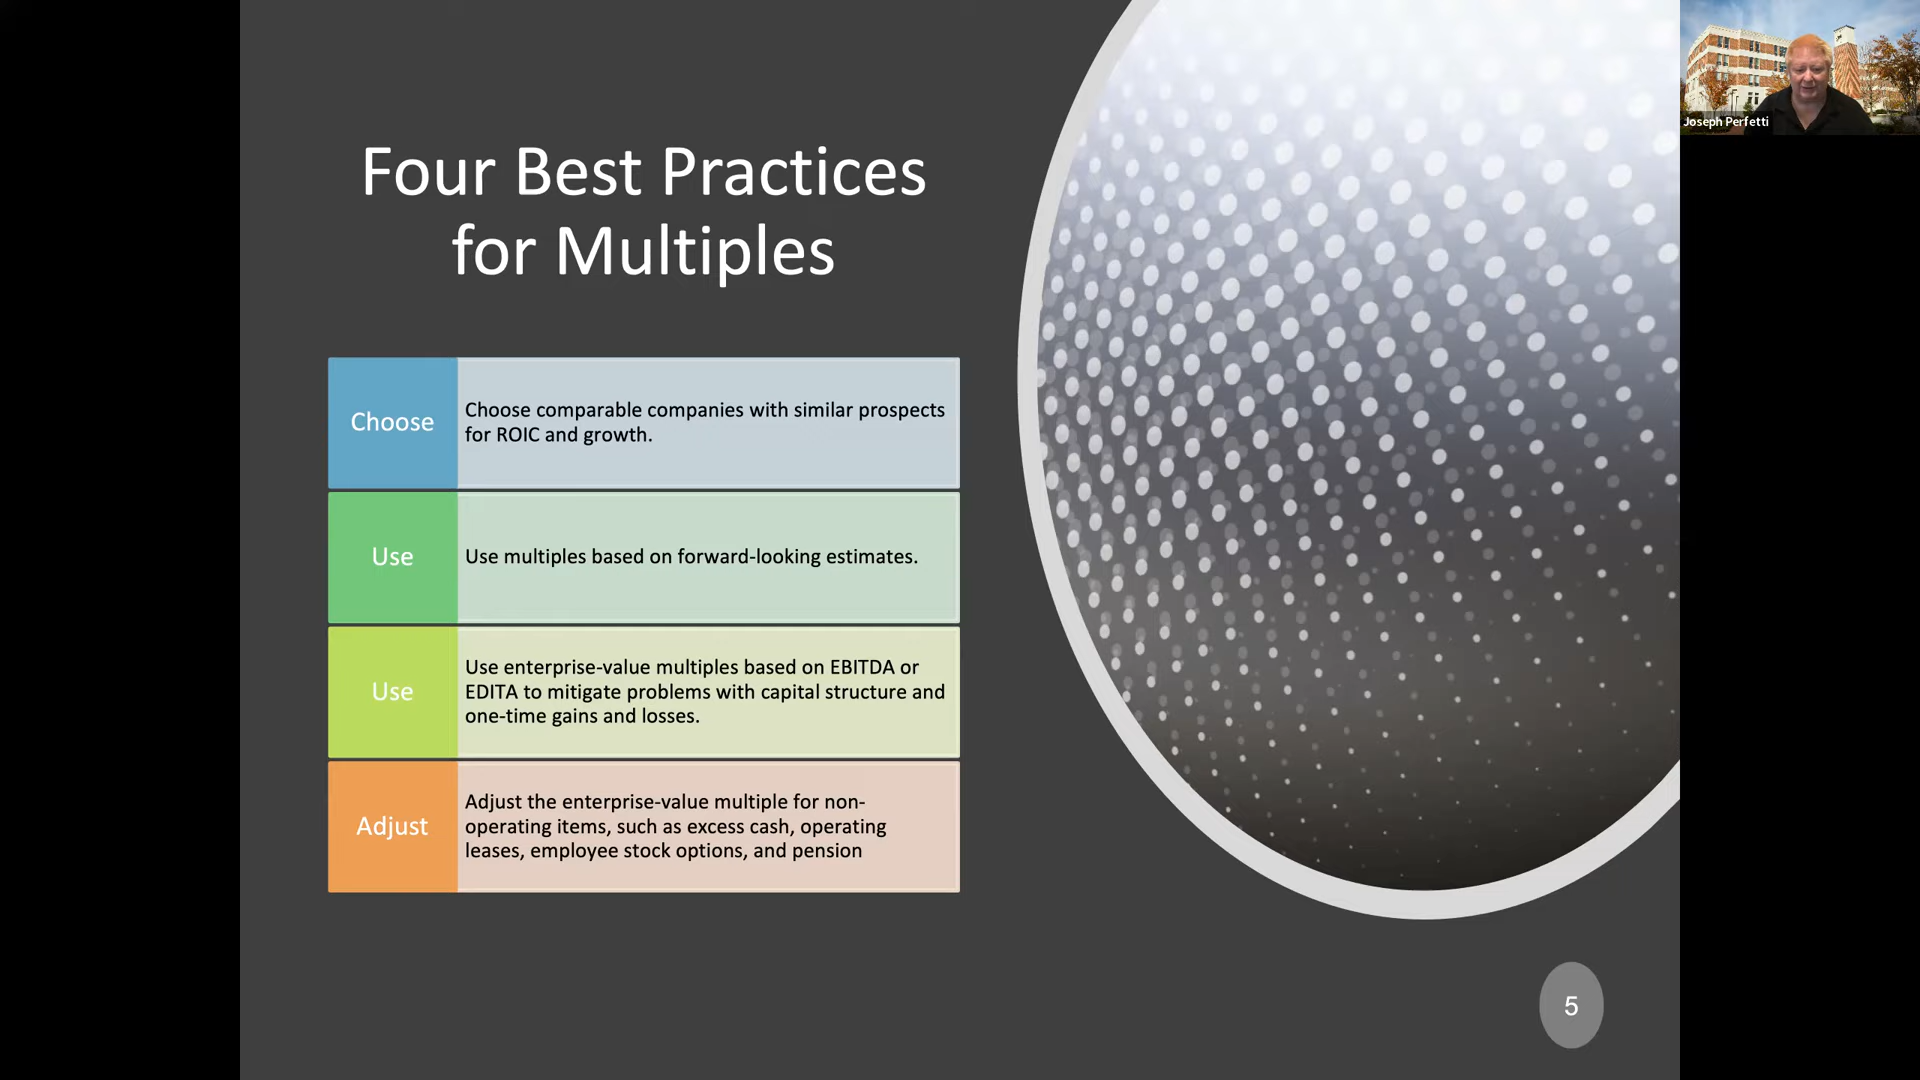 Four Best Practices
for Multiples
Choose
Choose comparable companies with similar prospects
for ROIC and growth.
Use
Use multiples based on forward-looking estimates.
Use
Use enterprise-value multiples based on EBITDA or
EDITA to mitigate problems with capital structure and
one-time gains and losses.
Adjust
Adjust the enterprise-value multiple for non-
operating items, such as excess cash, operating
leases, employee stock options, and pension
5
Joseph Perfetti